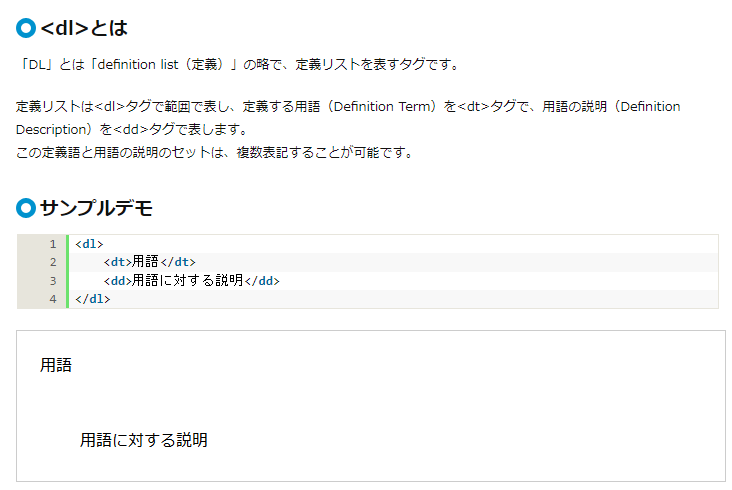 <dl>とは
「DL」とは「definition list（定義）」の略で、定義リストを表すタグです。
定義リストは<dl>タグで範囲で表し、定義する用語（Definition Term）を<dt>タグで、用語の説明（Definition
Description）を<dd>タグで表します。
この定義語と用語の説明のセットは、複数表記することが可能です。
サンプルデモ
1 <dl>
2     <dt>用語</dt>
3     <dd>用語に対する説明</dd>
4 </dl>
用語
用語に対する説明